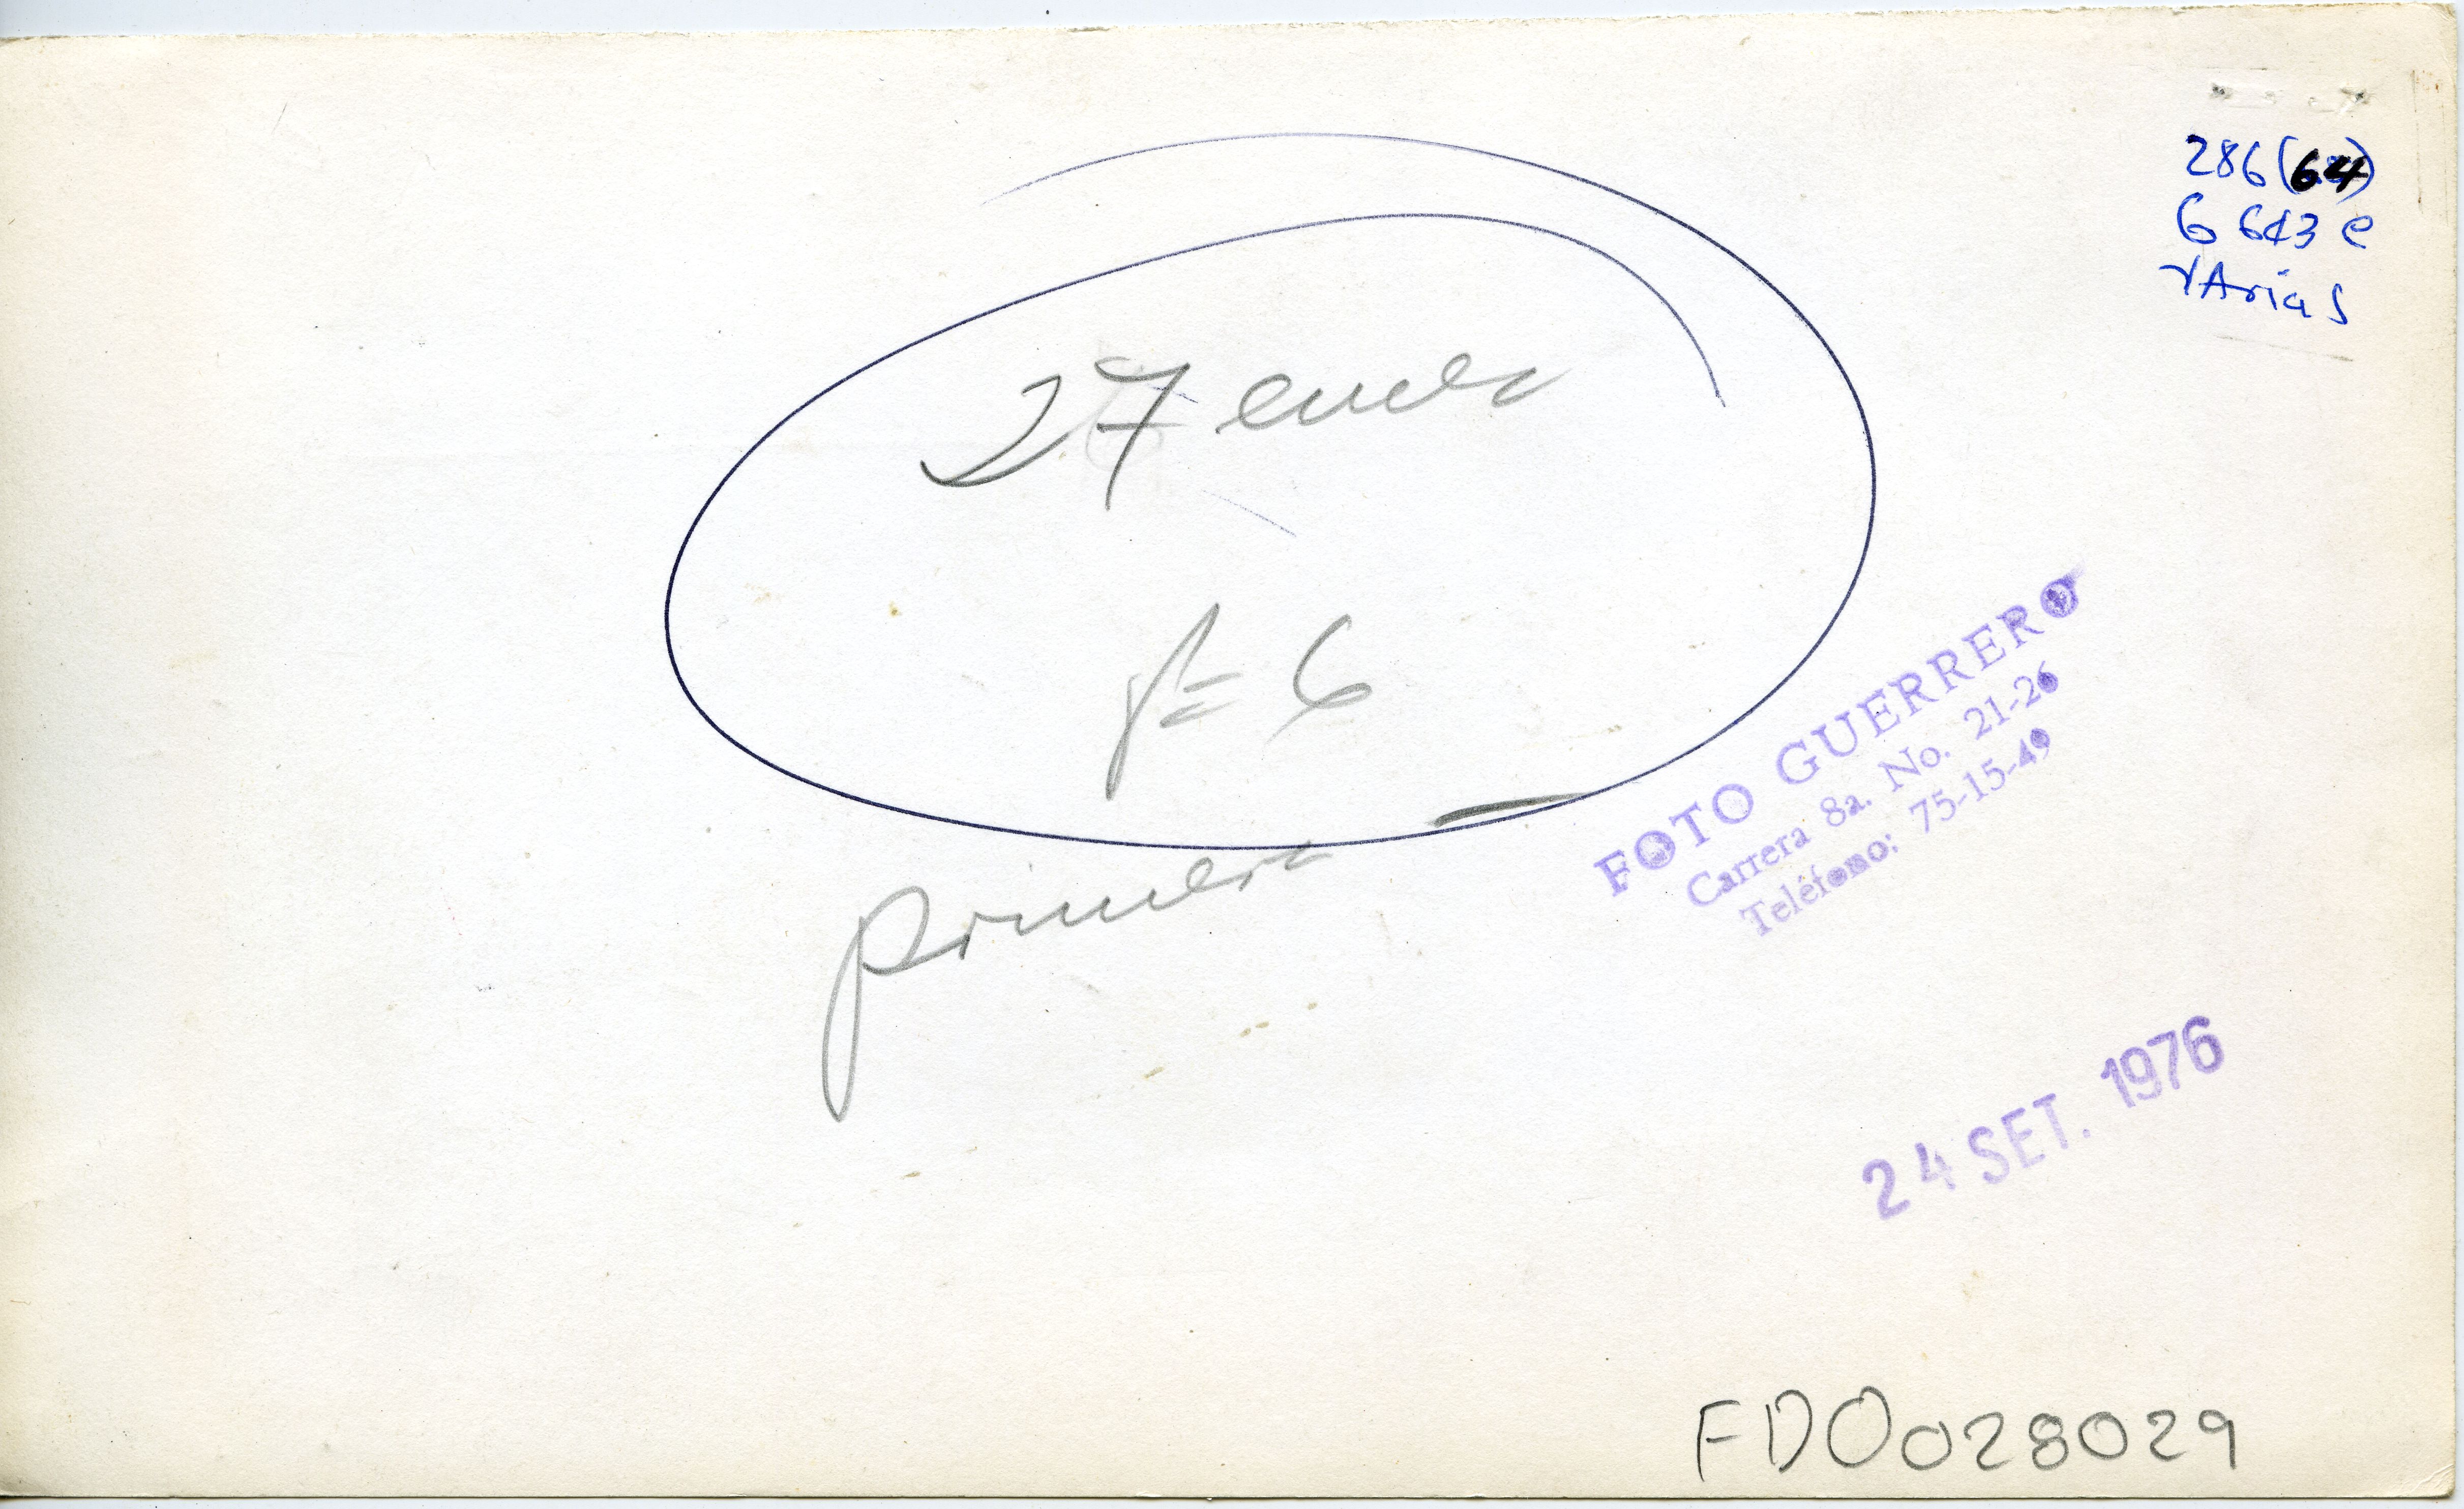 286 (64)
G 643 e
VArias
27 ems
f= 6
primera
FOTO GUERRERO
Carrera 8a. No. 21-26
Teléfono: 75-15-49
24 SET. 1976
FDO028029